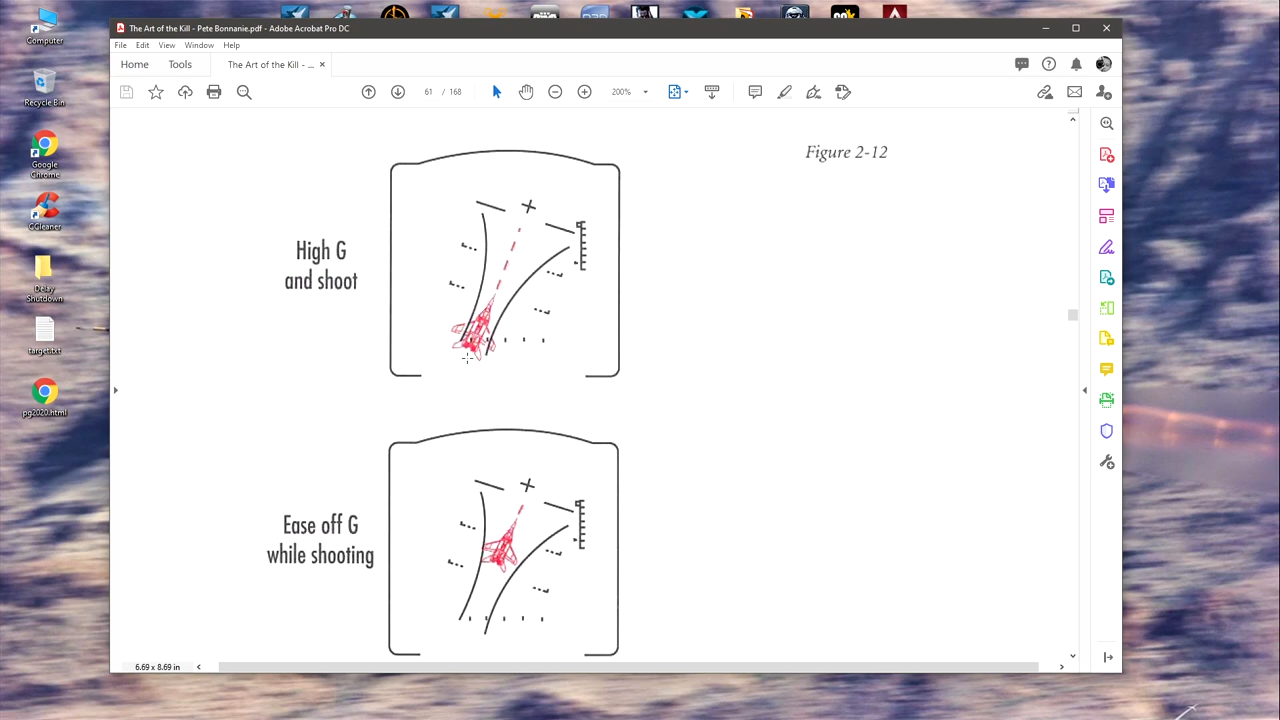 Computer
Recycle Bin
Google
Chrome
CCleaner
Delay
Shutdown
target.txt
pg2020.html
The Art of the Kill - Pete Bonnanie.pdf - Adobe Acrobat Pro DC
File Edit View Window Help
Home Tools The Art of the Kill - ... ×
61 / 168 200%
Figure 2-12
High G
and shoot
Ease off G
while shooting
6.69 x 8.69 in